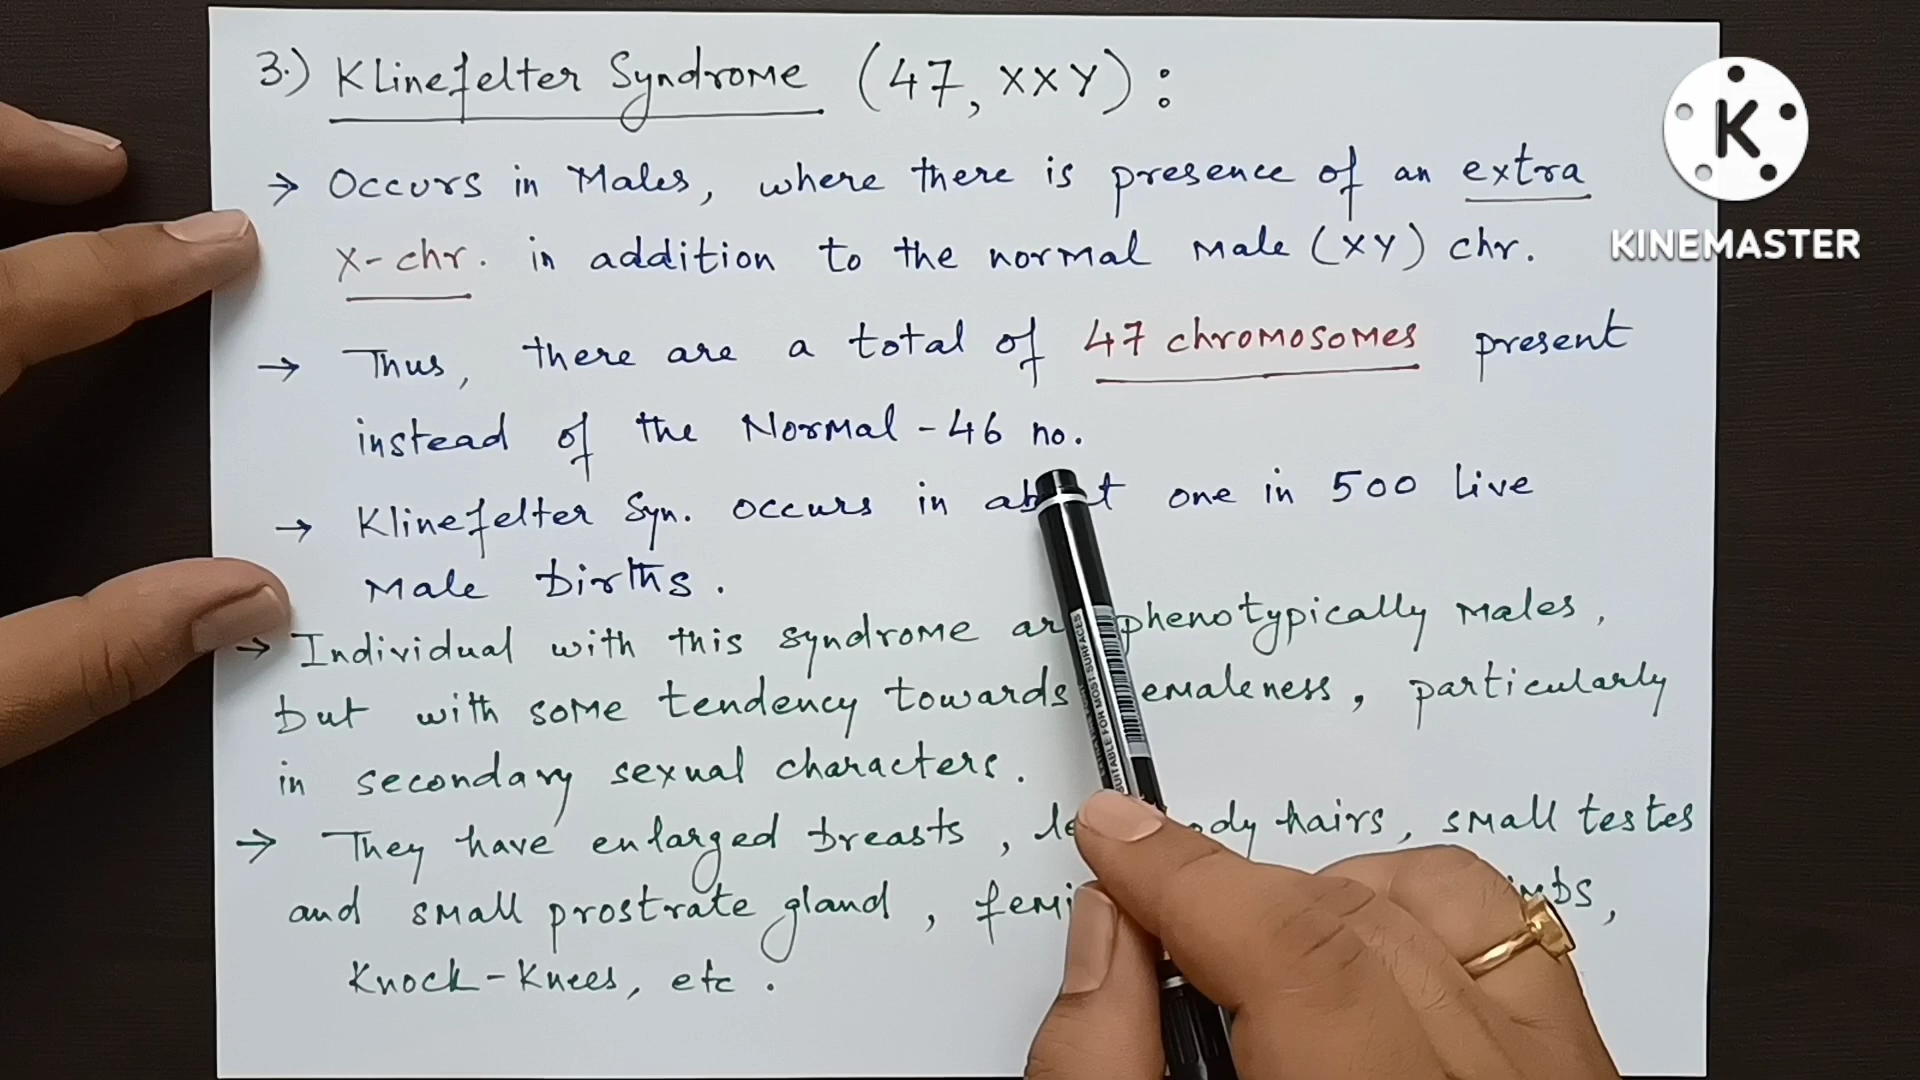 3.) Klinefelter Syndrome (47, XXY) :
→ Occurs in Males, where there is presence of an extra
X-chr. in addition to the normal male (XY) chr.
→ Thus, there are a total of 47 chromosomes present
instead of the Normal - 46 no.
→ Klinefelter Syn. occurs in one in 500 live
Male births.
→ Individual with this syndrome phenotypically males,
but with some tendency towards particularly
in secondary sexual characters.
→ They have enlarged breasts, hairs, small testes
and small prostrate gland,
Knock-Knees, etc.
K
KINEMASTER
SUITABLE FOR MOST SURFACES